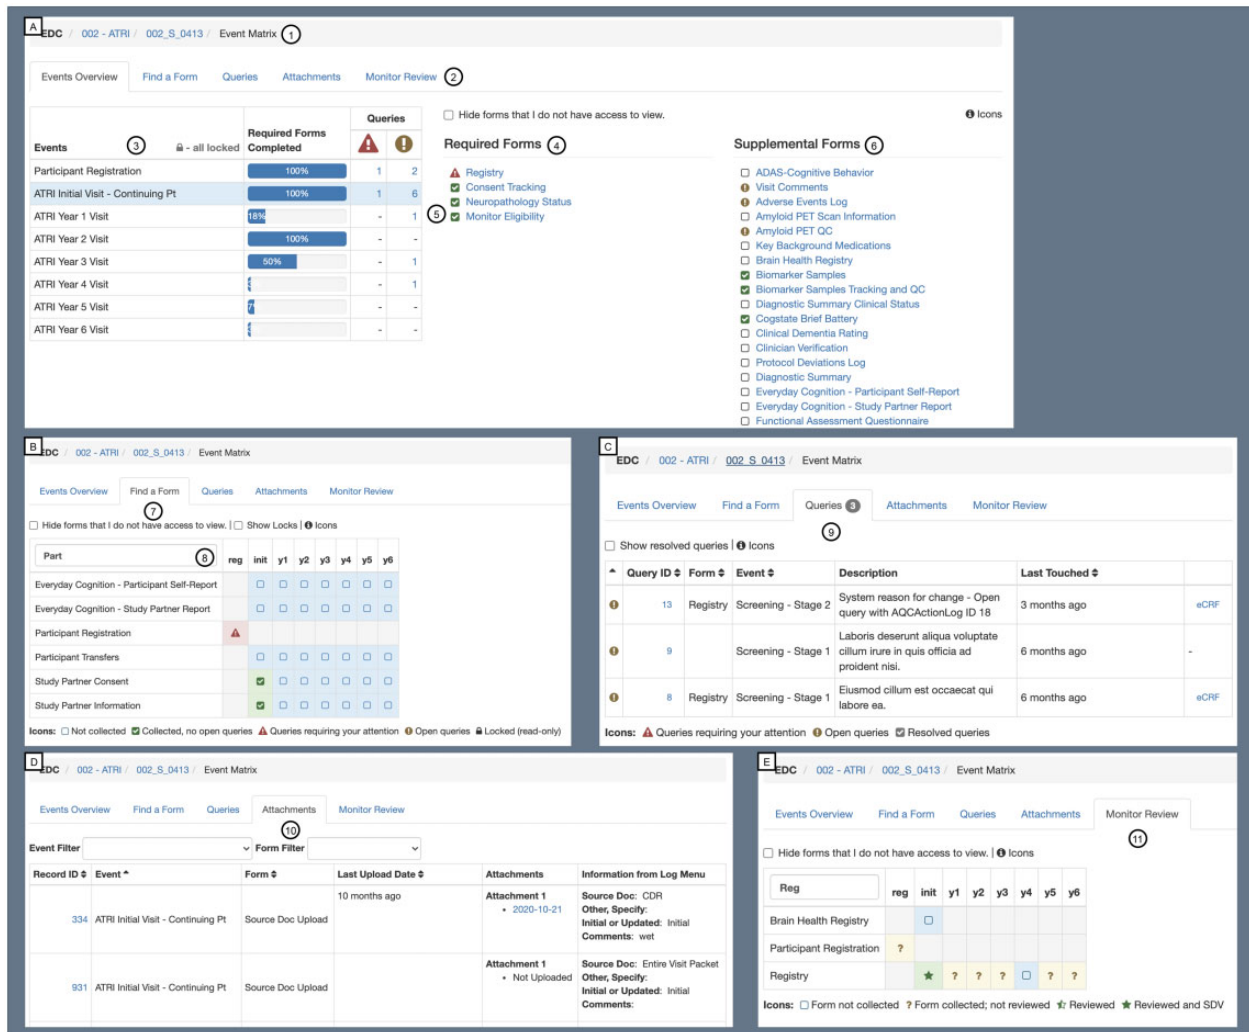 A
EDC / 002 - ATRI / 002_S_0413 / Event Matrix 1
Events Overview Find a Form Queries Attachments Monitor Review 2
Events 3 - all locked Required Forms Completed Queries
Participant Registration 100% 1 2
ATRI Initial Visit - Continuing Pt 100% 1 6
ATRI Year 1 Visit 18% - 1
ATRI Year 2 Visit 100% - -
ATRI Year 3 Visit 50% - 1
ATRI Year 4 Visit - 1
ATRI Year 5 Visit 7% - -
ATRI Year 6 Visit - -
Hide forms that I do not have access to view. Icons
Required Forms 4
Registry
Consent Tracking
Neuropathology Status
5 Monitor Eligibility
Supplemental Forms 6
ADAS-Cognitive Behavior
Visit Comments
Adverse Events Log
Amyloid PET Scan Information
Amyloid PET QC
Key Background Medications
Brain Health Registry
Biomarker Samples
Biomarker Samples Tracking and QC
Diagnostic Summary Clinical Status
Cogstate Brief Battery
Clinical Dementia Rating
Clinician Verification
Protocol Deviations Log
Diagnostic Summary
Everyday Cognition - Participant Self-Report
Everyday Cognition - Study Partner Report
Functional Assessment Questionnaire
B
EDC / 002 - ATRI / 002_S_0413 / Event Matrix
Events Overview Find a Form Queries Attachments Monitor Review
7
Hide forms that I do not have access to view. | Show Locks | Icons
Part 8 reg init y1 y2 y3 y4 y5 y6
Everyday Cognition - Participant Self-Report
Everyday Cognition - Study Partner Report
Participant Registration
Participant Transfers
Study Partner Consent
Study Partner Information
Icons: Not collected Collected, no open queries Queries requiring your attention Open queries Locked (read-only)
C
EDC / 002 - ATRI / 002_S_0413 / Event Matrix
Events Overview Find a Form Queries 3 Attachments Monitor Review
9
Show resolved queries | Icons
Query ID Form Event Description Last Touched
13 Registry Screening - Stage 2 System reason for change - Open query with AQCActionLog ID 18 3 months ago eCRF
9 Screening - Stage 1 Laboris deserunt aliqua voluptate cillum irure in quis officia ad proident nisi. 6 months ago -
8 Registry Screening - Stage 1 Eiusmod cillum est occaecat qui labore ea. 6 months ago eCRF
Icons: Queries requiring your attention Open queries Resolved queries
D
EDC / 002 - ATRI / 002_S_0413 / Event Matrix
Events Overview Find a Form Queries Attachments Monitor Review
10
Event Filter Form Filter
Record ID Event Form Last Upload Date Attachments Information from Log Menu
334 ATRI Initial Visit - Continuing Pt Source Doc Upload 10 months ago Attachment 1
2020-10-21
Source Doc: CDR
Other, Specify:
Initial or Updated: Initial
Comments: wet
931 ATRI Initial Visit - Continuing Pt Source Doc Upload Attachment 1
Not Uploaded
Source Doc: Entire Visit Packet
Other, Specify:
Initial or Updated: Initial
Comments:
E
EDC / 002 - ATRI / 002_S_0413 / Event Matrix
Events Overview Find a Form Queries Attachments Monitor Review
11
Hide forms that I do not have access to view. | Icons
Reg reg init y1 y2 y3 y4 y5 y6
Brain Health Registry
Participant Registration ?
Registry ? ? ? ? ?
Icons: Form not collected ? Form collected; not reviewed Reviewed Reviewed and SDV